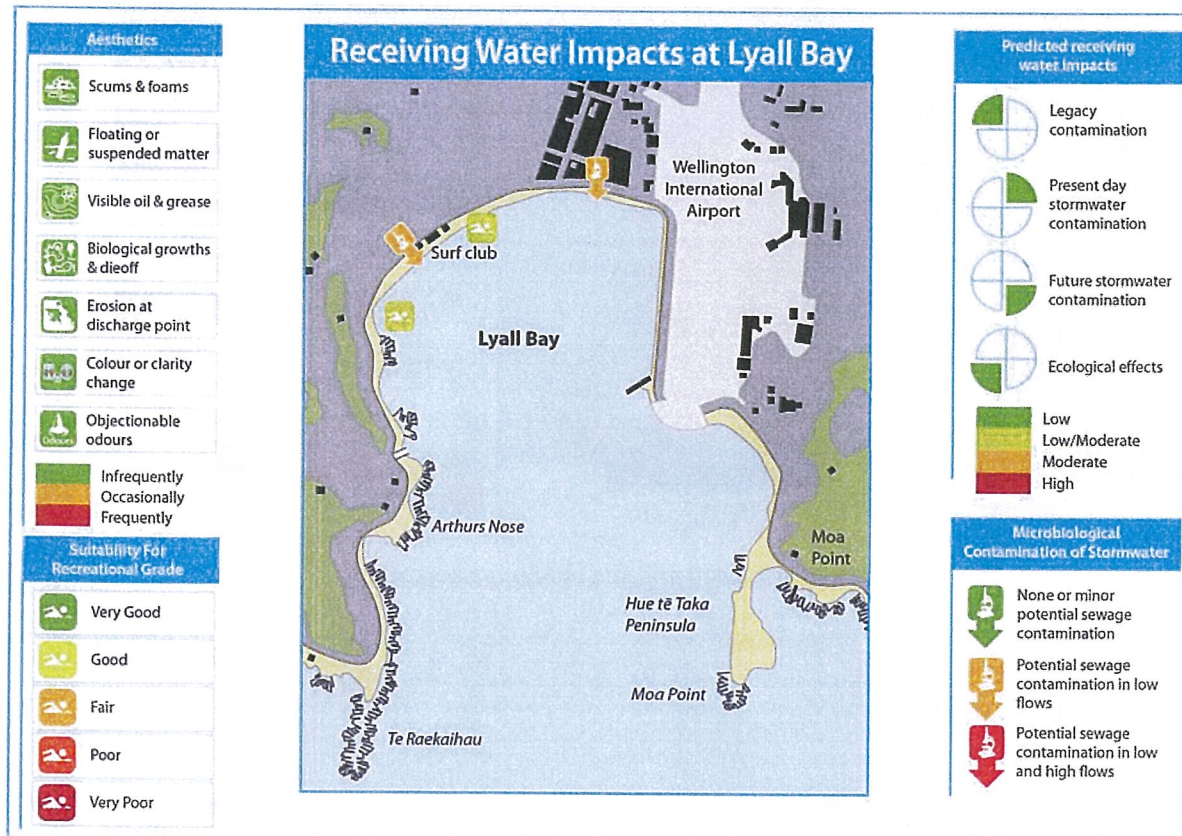 Aesthetics
Scums & foams
Floating or
suspended matter
Visible oil & grease
Biological growths
& dieoff
Erosion at
discharge point
H2O
Colour or clarity
change
Odours
Objectionable
odours
Infrequently
Occasionally
Frequently
Suitability For
Recreational Grade
Very Good
Good
Fair
Poor
Very Poor
Receiving Water Impacts at Lyall Bay
Wellington
International
Airport
Surf club
Lyall Bay
Arthurs Nose
Moa
Point
Hue tē Taka
Peninsula
Moa Point
Te Raekaihau
Predicted receiving
water impacts
Legacy
contamination
Present day
stormwater
contamination
Future stormwater
contamination
Ecological effects
Low
Low/Moderate
Moderate
High
Microbiological
Contamination of Stormwater
None or minor
potential sewage
contamination
Potential sewage
contamination in low
flows
Potential sewage
contamination in low
and high flows